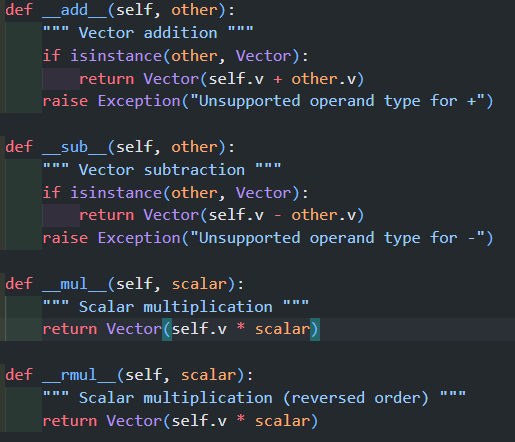 def __add__(self, other):
    """ Vector addition """
    if isinstance(other, Vector):
        return Vector(self.v + other.v)
    raise Exception("Unsupported operand type for +")

def __sub__(self, other):
    """ Vector subtraction """
    if isinstance(other, Vector):
        return Vector(self.v - other.v)
    raise Exception("Unsupported operand type for -")

def __mul__(self, scalar):
    """ Scalar multiplication """
    return Vector(self.v * scalar)

def __rmul__(self, scalar):
    """ Scalar multiplication (reversed order) """
    return Vector(self.v * scalar)